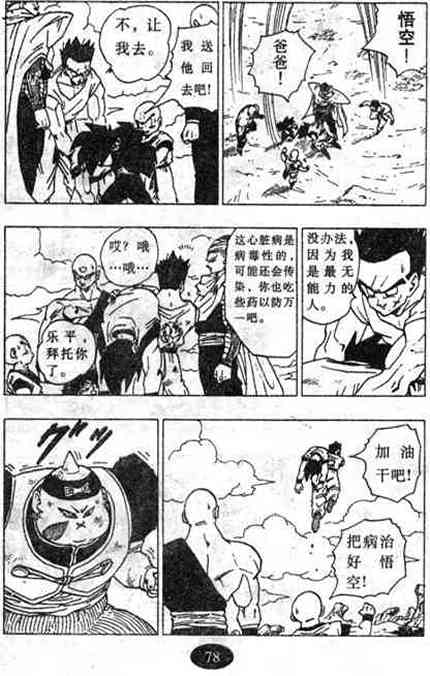 悟空!
爸爸!
我送
他回
去吧!
不,让
我去。
没办法,
因为我
是最无
能力的
人。
这心脏病是
病毒性的,
可能还会传
染、你也吃
些药以防万
一吧。
哎?哦
…哦…
乐平,
拜托你
了。
加油
干吧!
把病治
好悟
空!
グググ
78